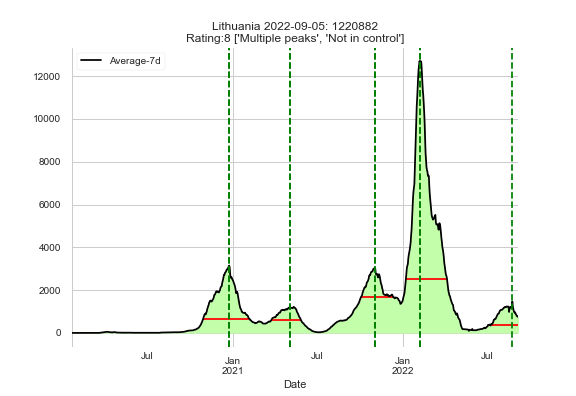 Lithuania 2022-09-05: 1220882
Rating:8 ['Multiple peaks', 'Not in control']
Average-7d
12000
10000
8000
6000
4000
2000
0
Jul
Jan
2021
Jul
Jan
2022
Jul
Date